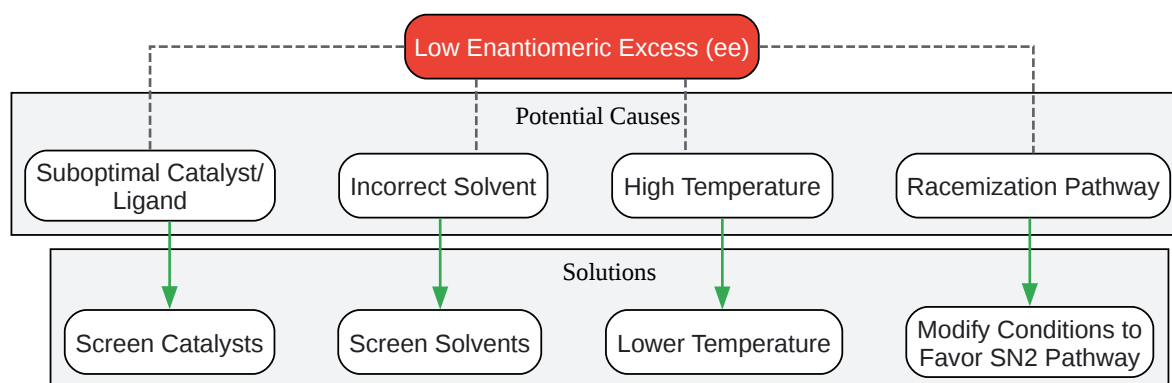 Low Enantiomeric Excess (ee)
Potential Causes
Suboptimal Catalyst/
Ligand
Incorrect Solvent
High Temperature
Racemization Pathway
Solutions
Screen Catalysts
Screen Solvents
Lower Temperature
Modify Conditions to
Favor SN2 Pathway